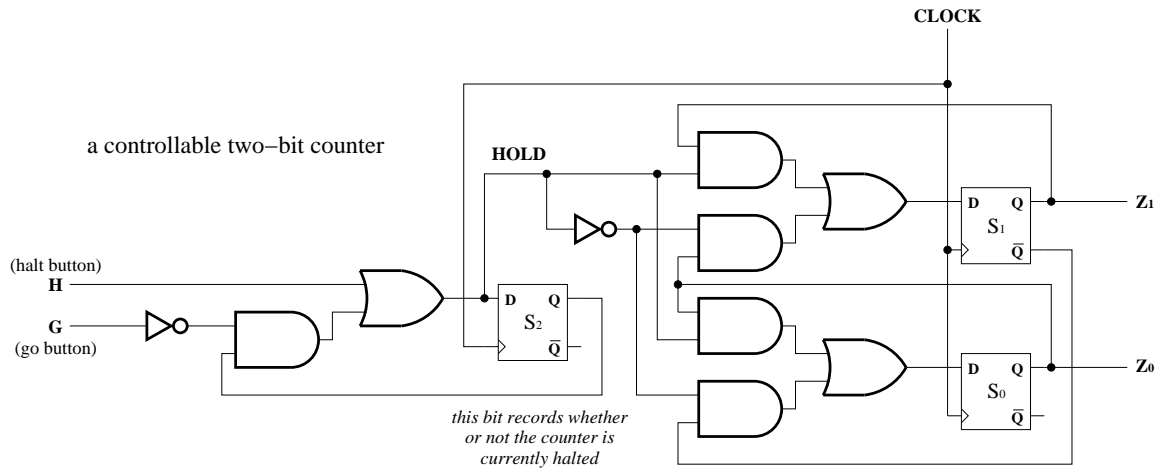 CLOCK
a controllable two−bit counter
HOLD
D Q
S1
Q
Z1
(halt button)
H
G
(go button)
D Q
S2
Q
D Q
S0
Q
Z0
this bit records whether
or not the counter is
currently halted